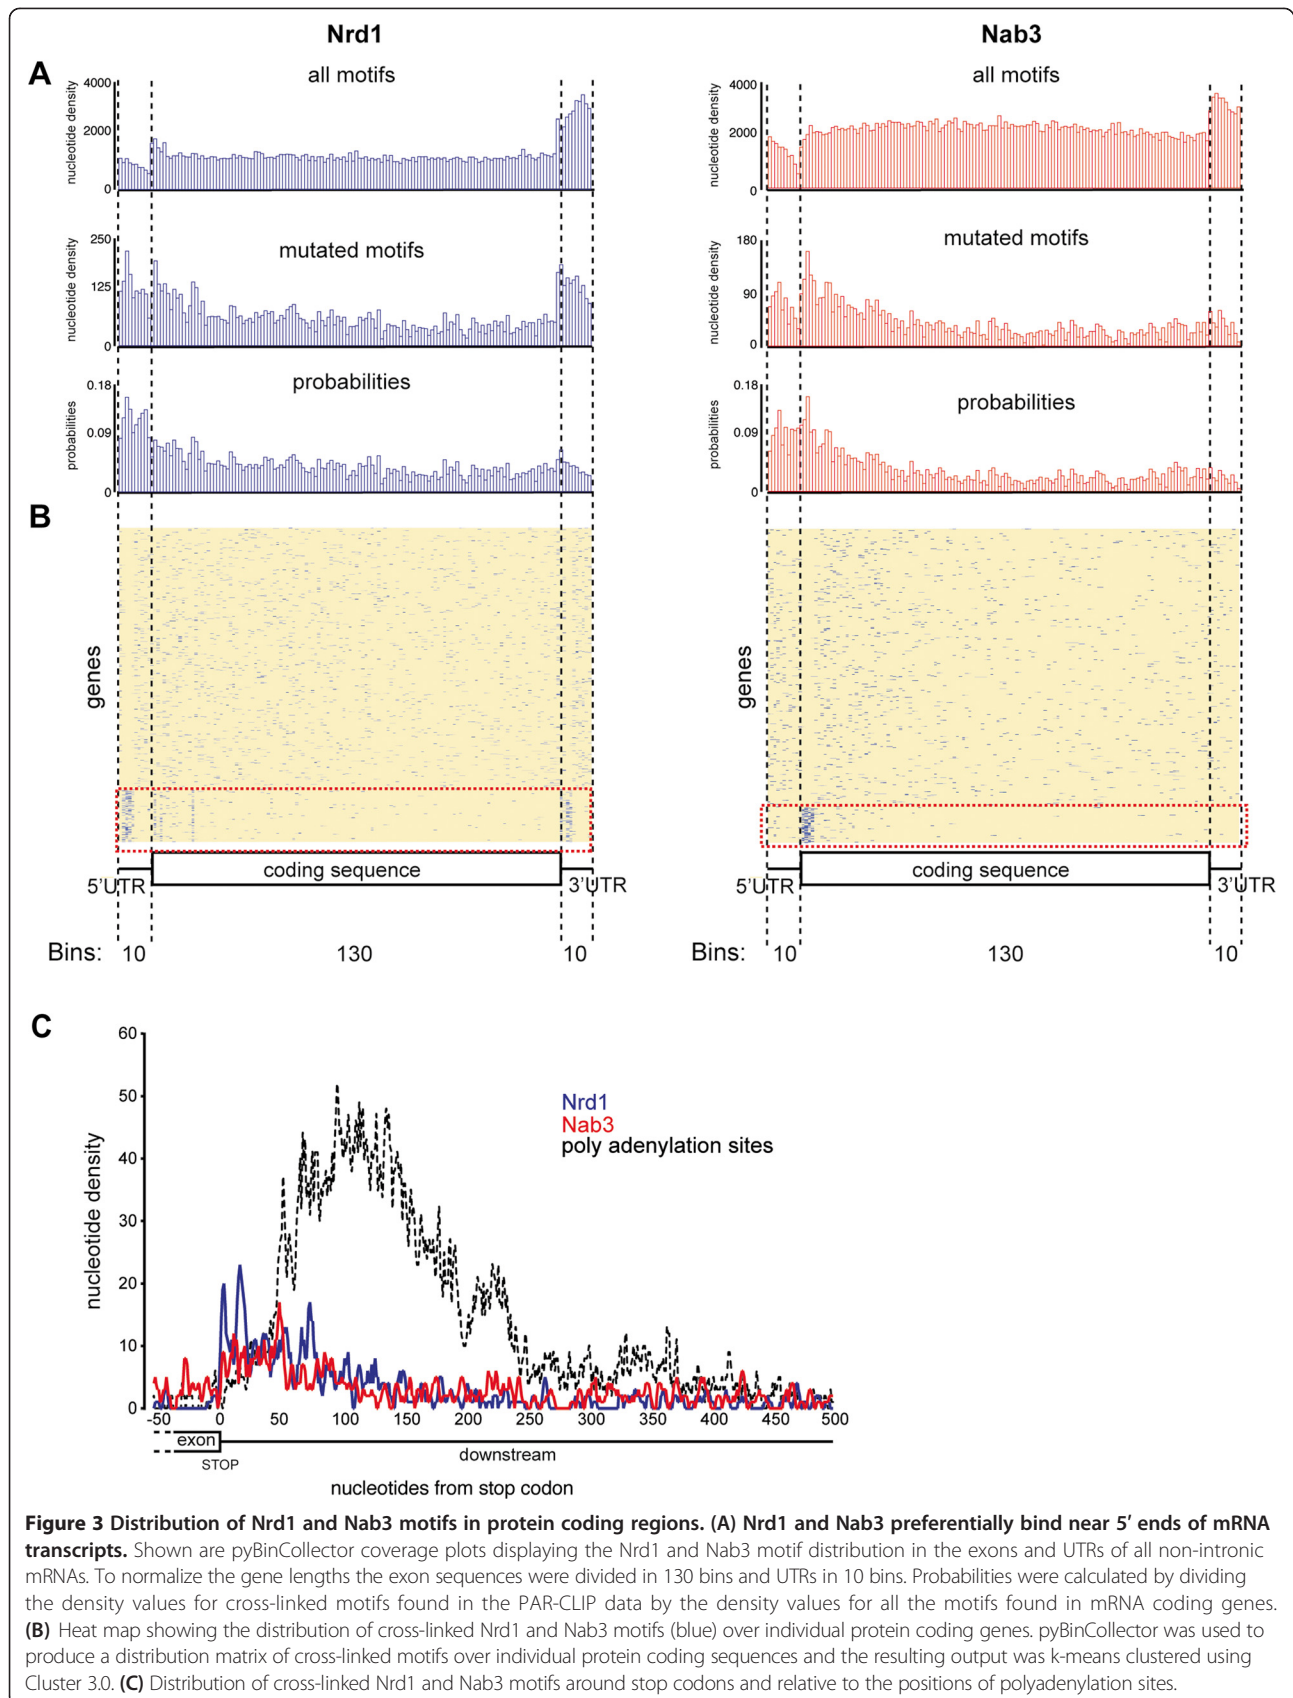 Nrd1
Nab3
A
all motifs
all motifs
nucleotide density
4000
2000
0
nucleotide density
4000
2000
0
mutated motifs
mutated motifs
nucleotide density
250
125
0
nucleotide density
180
90
0
probabilities
probabilities
probabilities
0.18
0.09
0
probabilities
0.18
0.09
0
B
genes
genes
coding sequence
5'UTR
3'UTR
coding sequence
5'UTR
3'UTR
Bins: 10 130 10
Bins: 10 130 10
C
nucleotide density
60
50
40
30
20
10
0
Nrd1
Nab3
poly adenylation sites
-50 0 50 100 150 200 250 300 350 400 450 500
exon
STOP
downstream
nucleotides from stop codon
Figure 3 Distribution of Nrd1 and Nab3 motifs in protein coding regions. (A) Nrd1 and Nab3 preferentially bind near 5′ ends of mRNA
transcripts. Shown are pyBinCollector coverage plots displaying the Nrd1 and Nab3 motif distribution in the exons and UTRs of all non-intronic
mRNAs. To normalize the gene lengths the exon sequences were divided in 130 bins and UTRs in 10 bins. Probabilities were calculated by dividing
the density values for cross-linked motifs found in the PAR-CLIP data by the density values for all the motifs found in mRNA coding genes.
(B) Heat map showing the distribution of cross-linked Nrd1 and Nab3 motifs (blue) over individual protein coding genes. pyBinCollector was used to
produce a distribution matrix of cross-linked motifs over individual protein coding sequences and the resulting output was k-means clustered using
Cluster 3.0. (C) Distribution of cross-linked Nrd1 and Nab3 motifs around stop codons and relative to the positions of polyadenylation sites.